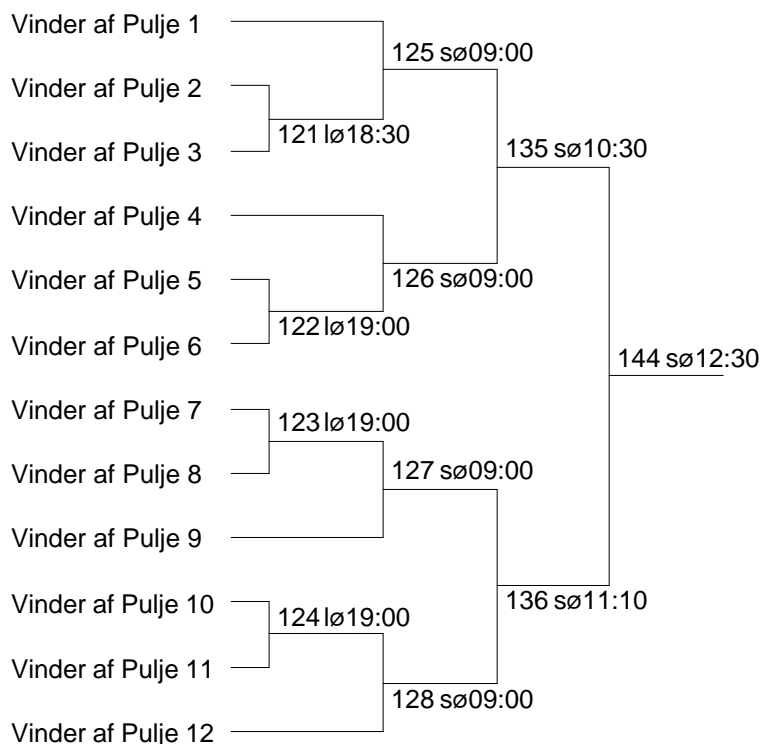 Vinder af Pulje 1
125 sø09:00
Vinder af Pulje 2
121 lø18:30
Vinder af Pulje 3
135 sø10:30
Vinder af Pulje 4
126 sø09:00
Vinder af Pulje 5
122 lø19:00
Vinder af Pulje 6
144 sø12:30
Vinder af Pulje 7
123 lø19:00
127 sø09:00
Vinder af Pulje 8
Vinder af Pulje 9
Vinder af Pulje 10
136 sø11:10
124 lø19:00
Vinder af Pulje 11
128 sø09:00
Vinder af Pulje 12